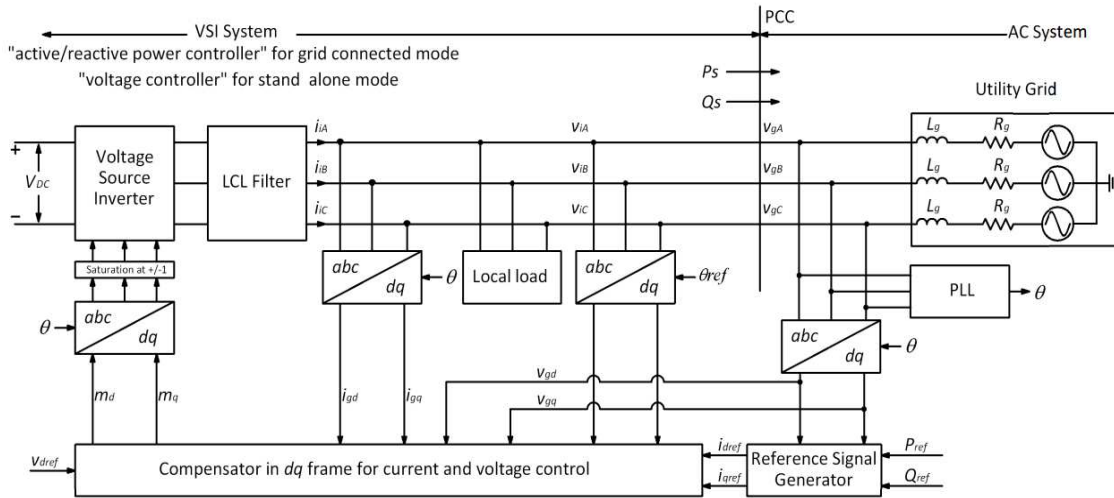 VSI System
PCC
AC System
"active/reactive power controller" for grid connected mode
"voltage controller" for stand alone mode
Ps
Qs
Utility Grid
iiA
viA
vgA
Lg
Rg
+
VDC
−
Voltage
Source
Inverter
LCL Filter
iiB
viB
vgB
Lg
Rg
iiC
viC
vgC
Lg
Rg
Saturation at +/-1
abc
dq
θ
Local load
abc
dq
θref
PLL
θ
θ
abc
dq
abc
dq
θ
md
mq
igd
igq
vgd
vgq
vdref
Compensator in dq frame for current and voltage control
idref
iqref
Reference Signal
Generator
Pref
Qref